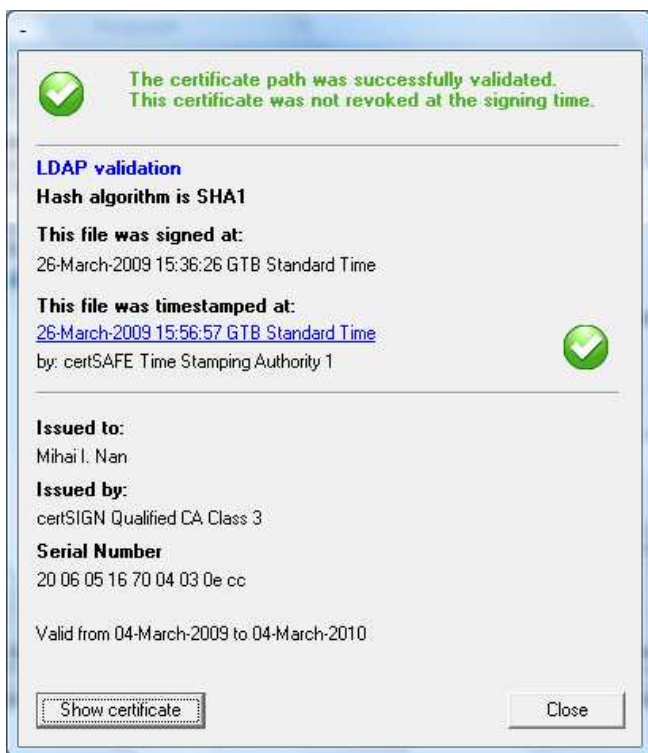 -
The certificate path was successfully validated.
This certificate was not revoked at the signing time.
LDAP validation
Hash algorithm is SHA1
This file was signed at:
26-March-2009 15:36:26 GTB Standard Time
This file was timestamped at:
26-March-2009 15:56:57 GTB Standard Time
by: certSAFE Time Stamping Authority 1
Issued to:
Mihai I. Nan
Issued by:
certSIGN Qualified CA Class 3
Serial Number
20 06 05 16 70 04 03 0e cc
Valid from 04-March-2009 to 04-March-2010
Show certificate
Close